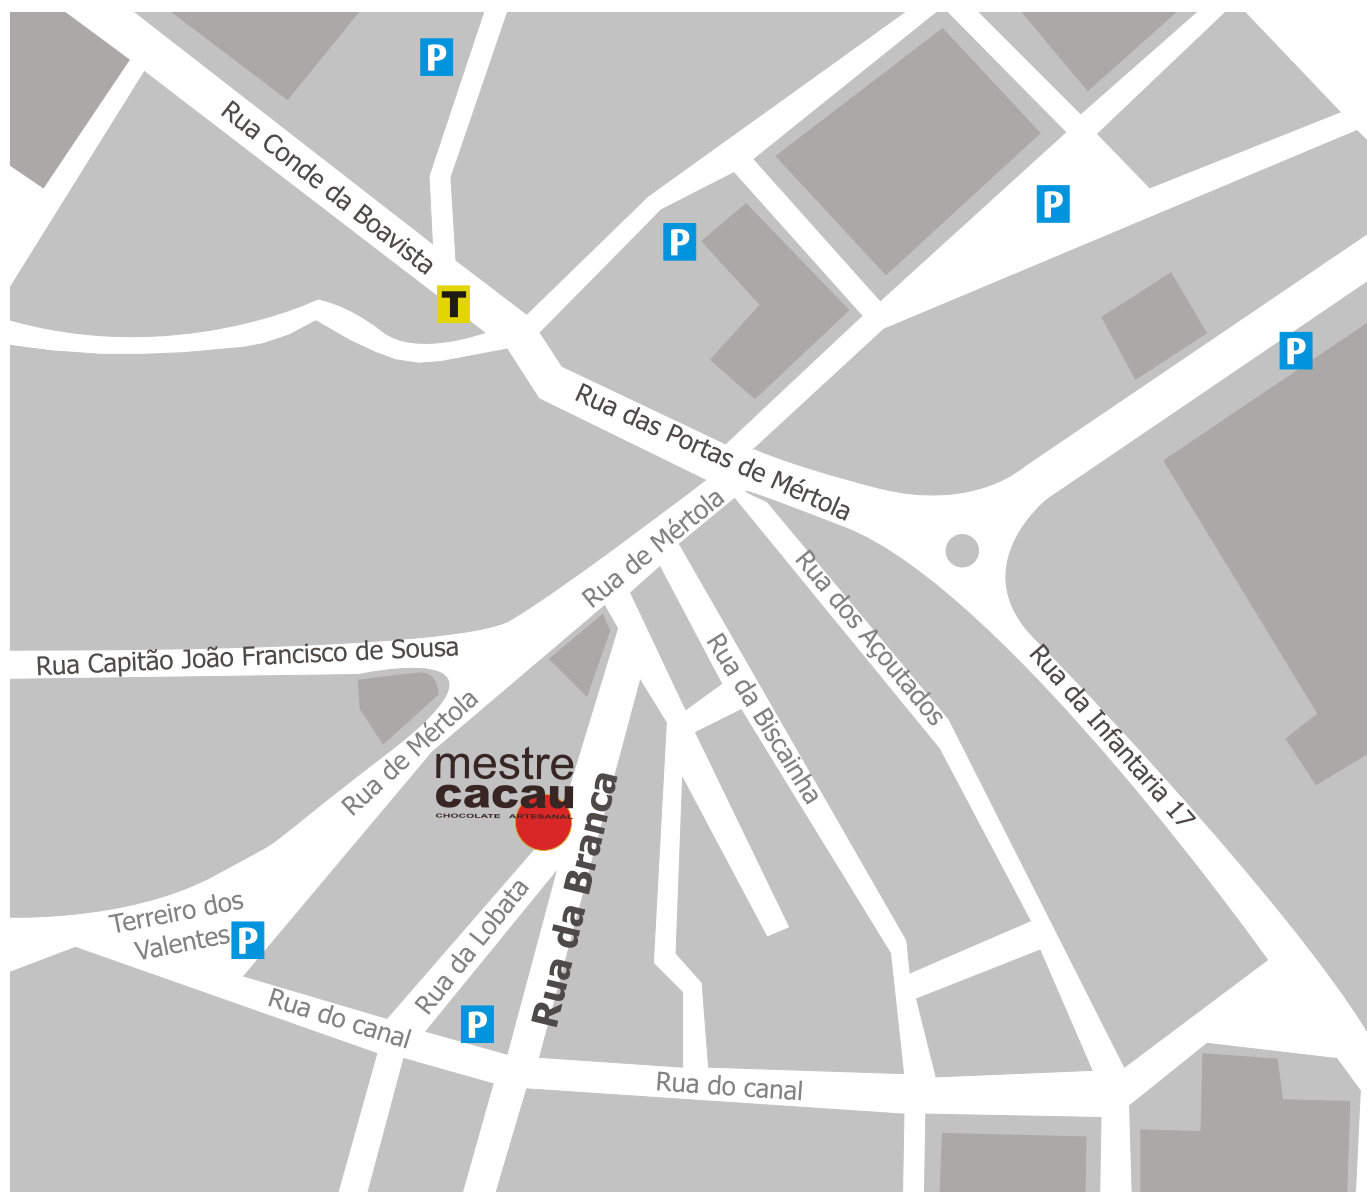 P
Rua Conde da Boavista
P
P
T
P
Rua das Portas de Mértola
Rua de Mértola
Rua dos Açoutados
Rua Capitão João Francisco de Sousa
Rua da Biscainha
Rua da Infantaria 17
Rua de Mértola
mestre
cacau
CHOCOLATE ARTESANAL
Rua da Branca
Rua da Lobata
Terreiro dos
Valentes
P
Rua do canal
P
Rua do canal